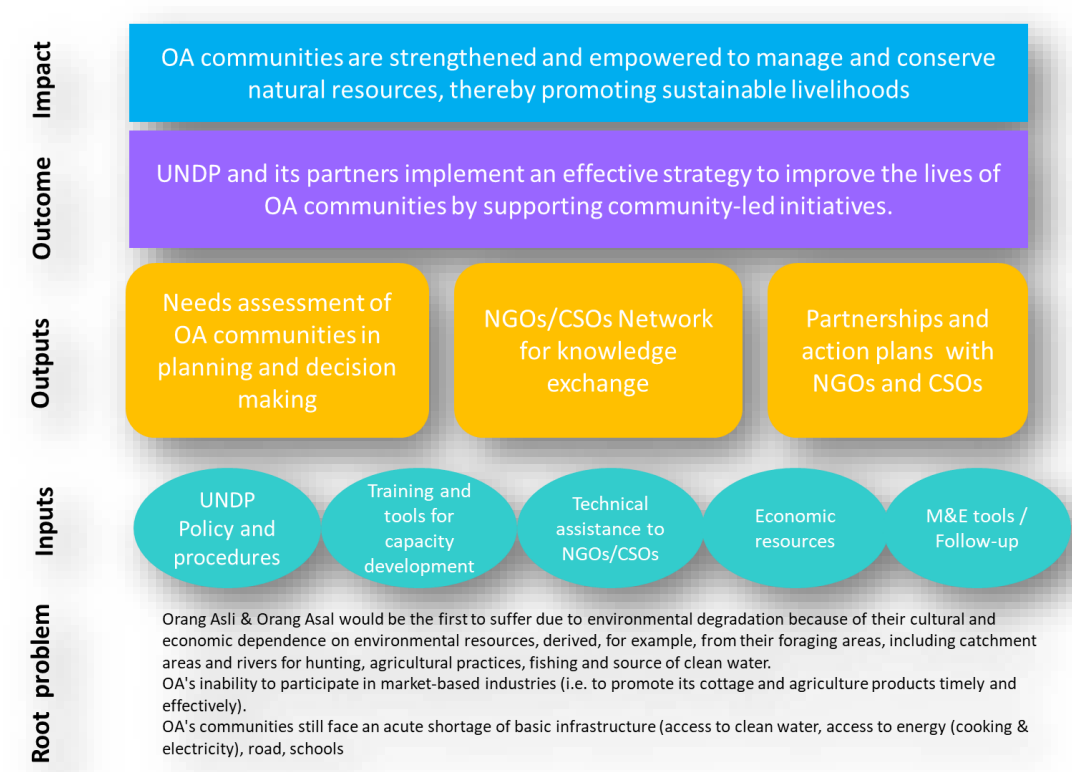 Impact
OA communities are strengthened and empowered to manage and conserve
natural resources, thereby promoting sustainable livelihoods
Outcome
UNDP and its partners implement an effective strategy to improve the lives of
OA communities by supporting community-led initiatives.
Outputs
Needs assessment of
OA communities in
planning and decision
making
NGOs/CSOs Network
for knowledge
exchange
Partnerships and
action plans with
NGOs and CSOs
Inputs
UNDP
Policy and
procedures
Training and
tools for
capacity
development
Technical
assistance to
NGOs/CSOs
Economic
resources
M&E tools /
Follow-up
Root problem
Orang Asli & Orang Asal would be the first to suffer due to environmental degradation because of their cultural and
economic dependence on environmental resources, derived, for example, from their foraging areas, including catchment
areas and rivers for hunting, agricultural practices, fishing and source of clean water.
OA's inability to participate in market-based industries (i.e. to promote its cottage and agriculture products timely and
effectively).
OA's communities still face an acute shortage of basic infrastructure (access to clean water, access to energy (cooking &
electricity), road, schools